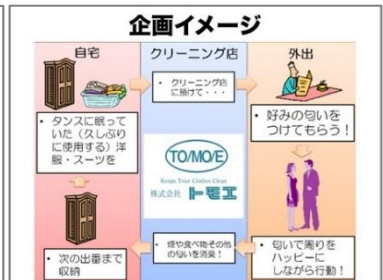 企画イメージ
自宅
クリーニング店
外出
• クリーニング店
に預けて・・・
• タンスに眠って
いた(久しぶり
に使用する)洋
服・スーツを
• 好みの匂いを
つけてもらう!
TO/MO/E
Keeps Your Clothes Clean
株式会社 トモエ
• 煙や食べ物その他
の匂いを消臭!
• 匂いで周りを
ハッピーに
しながら行動!
• 次の出番まで
収納